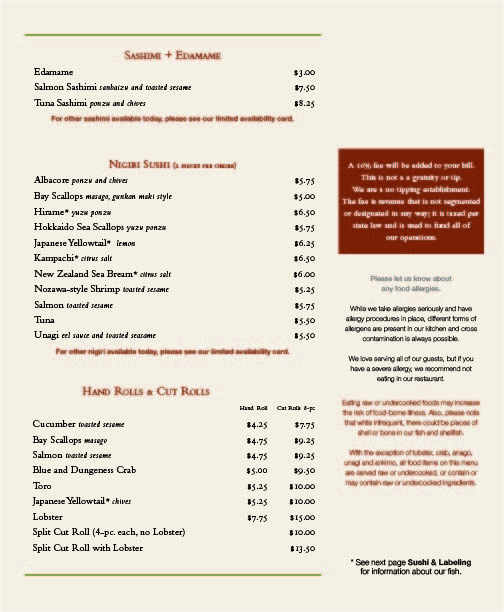 SASHIMI + EDAMAME
Edamame $3.00
Salmon Sashimi sanbaizu and toasted sesame $7.50
Tuna Sashimi ponzu and chives $8.25
For other sashimi available today, please see our limited availability card.
NIGIRI SUSHI (2 PIECES PER ORDER)
Albacore ponzu and chives $5.75
Bay Scallops masago, gunkan maki style $5.00
Hirame* yuzu ponzu $6.50
Hokkaido Sea Scallops yuzu ponzu $5.75
Japanese Yellowtail* lemon $6.25
Kampachi* citrus salt $6.50
New Zealand Sea Bream* citrus salt $6.00
Nozawa-style Shrimp toasted sesame $5.25
Salmon toasted sesame $5.75
Tuna $5.50
Unagi eel sauce and toasted seasame $5.50
For other nigiri available today, please see our limited availability card.
HAND ROLLS & CUT ROLLS
Hand Roll Cut Rolls 8-pc
Cucumber toasted sesame $4.25 $7.75
Bay Scallops masago $4.75 $9.25
Salmon toasted sesame $4.75 $9.25
Blue and Dungeness Crab $5.00 $9.50
Toro $5.25 $10.00
Japanese Yellowtail* chives $5.25 $10.00
Lobster $7.75 $15.00
Split Cut Roll (4-pc. each, no Lobster) $10.00
Split Cut Roll with Lobster $13.50
A 16% fee will be added to your bill.
This is not a a gratuity or tip.
We are a no tipping establishment.
The fee is revenue that is not segmented
or designated in any way; it is taxed per
state law and is used to fund all of
our operations.
Please let us know about
any food allergies.
While we take allergies seriously and have
allergy procedures in place, different forms of
allergens are present in our kitchen and cross
contamination is always possible.
We love serving all of our guests, but if you
have a severe allergy, we recommend not
eating in our restaurant.
Eating raw or undercooked foods may increase
the risk of food-borne illness. Also, please note
that while infrequent, there could be pieces of
shell or bone in our fish and shellfish.
With the exception of lobster, crab, anago,
unagi and ankimo, all food items on this menu
are served raw or undercooked, or contain or
may contain raw or undercooked ingredients.
* See next page Sushi & Labeling
for information about our fish.